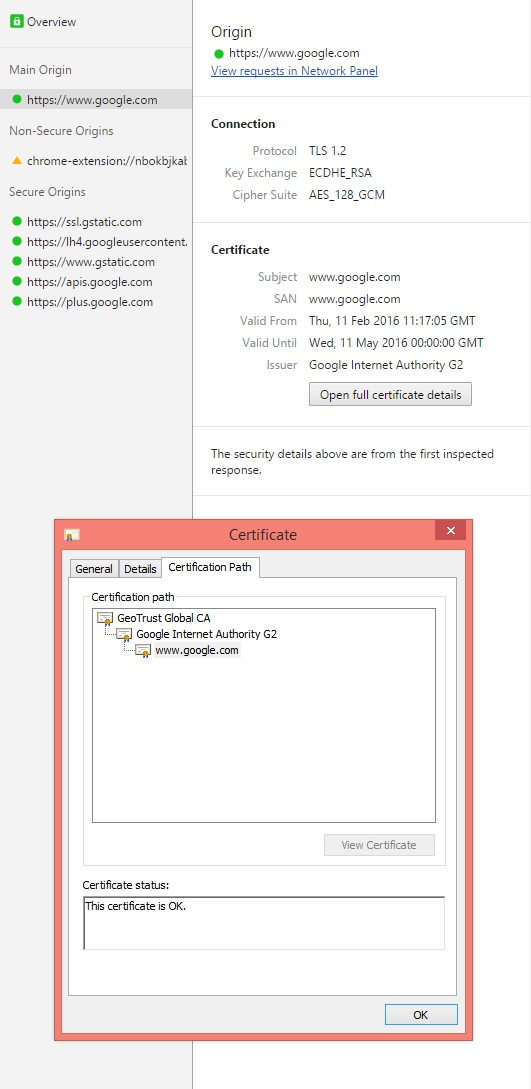 Overview
Main Origin
https://www.google.com
Non-Secure Origins
chrome-extension://nbokbjkab
Secure Origins
https://ssl.gstatic.com
https://lh4.googleusercontent.
https://www.gstatic.com
https://apis.google.com
https://plus.google.com
Origin
https://www.google.com
View requests in Network Panel
Connection
Protocol TLS 1.2
Key Exchange ECDHE_RSA
Cipher Suite AES_128_GCM
Certificate
Subject www.google.com
SAN www.google.com
Valid From Thu, 11 Feb 2016 11:17:05 GMT
Valid Until Wed, 11 May 2016 00:00:00 GMT
Issuer Google Internet Authority G2
Open full certificate details
The security details above are from the first inspected
response.
Certificate
General Details Certification Path
Certification path
GeoTrust Global CA
Google Internet Authority G2
www.google.com
View Certificate
Certificate status:
This certificate is OK.
OK